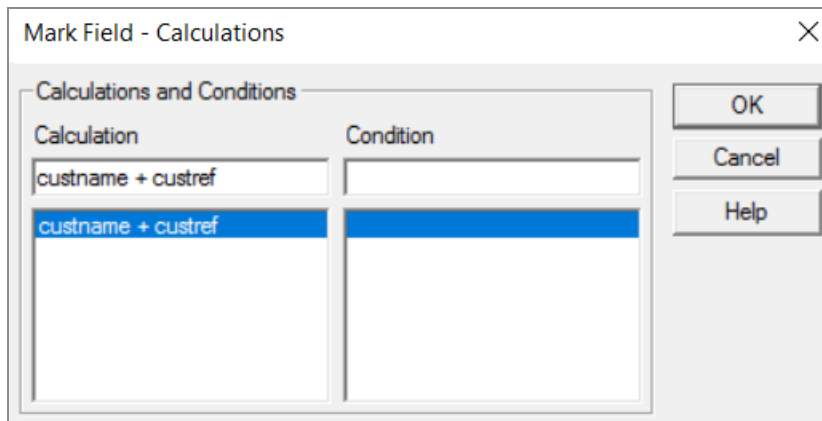 Mark Field - Calculations
Calculations and Conditions
Calculation
Condition
custname + custref
custname + custref
OK
Cancel
Help